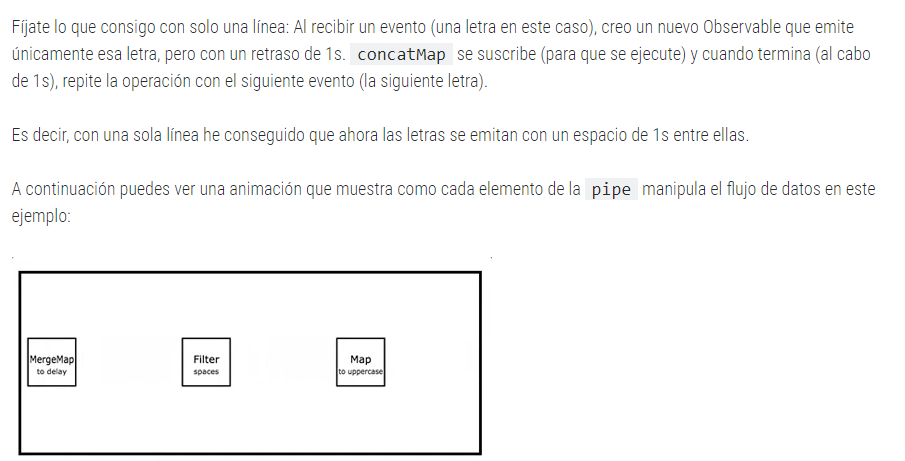 Fíjate lo que consigo con solo una línea: Al recibir un evento (una letra en este caso), creo un nuevo Observable que emite
únicamente esa letra, pero con un retraso de 1s. concatMap se suscribe (para que se ejecute) y cuando termina (al cabo
de 1s), repite la operación con el siguiente evento (la siguiente letra).
Es decir, con una sola línea he conseguido que ahora las letras se emitan con un espacio de 1s entre ellas.
A continuación puedes ver una animación que muestra como cada elemento de la pipe manipula el flujo de datos en este
ejemplo:
MergeMap
to delay
Filter
spaces
Map
to uppercase